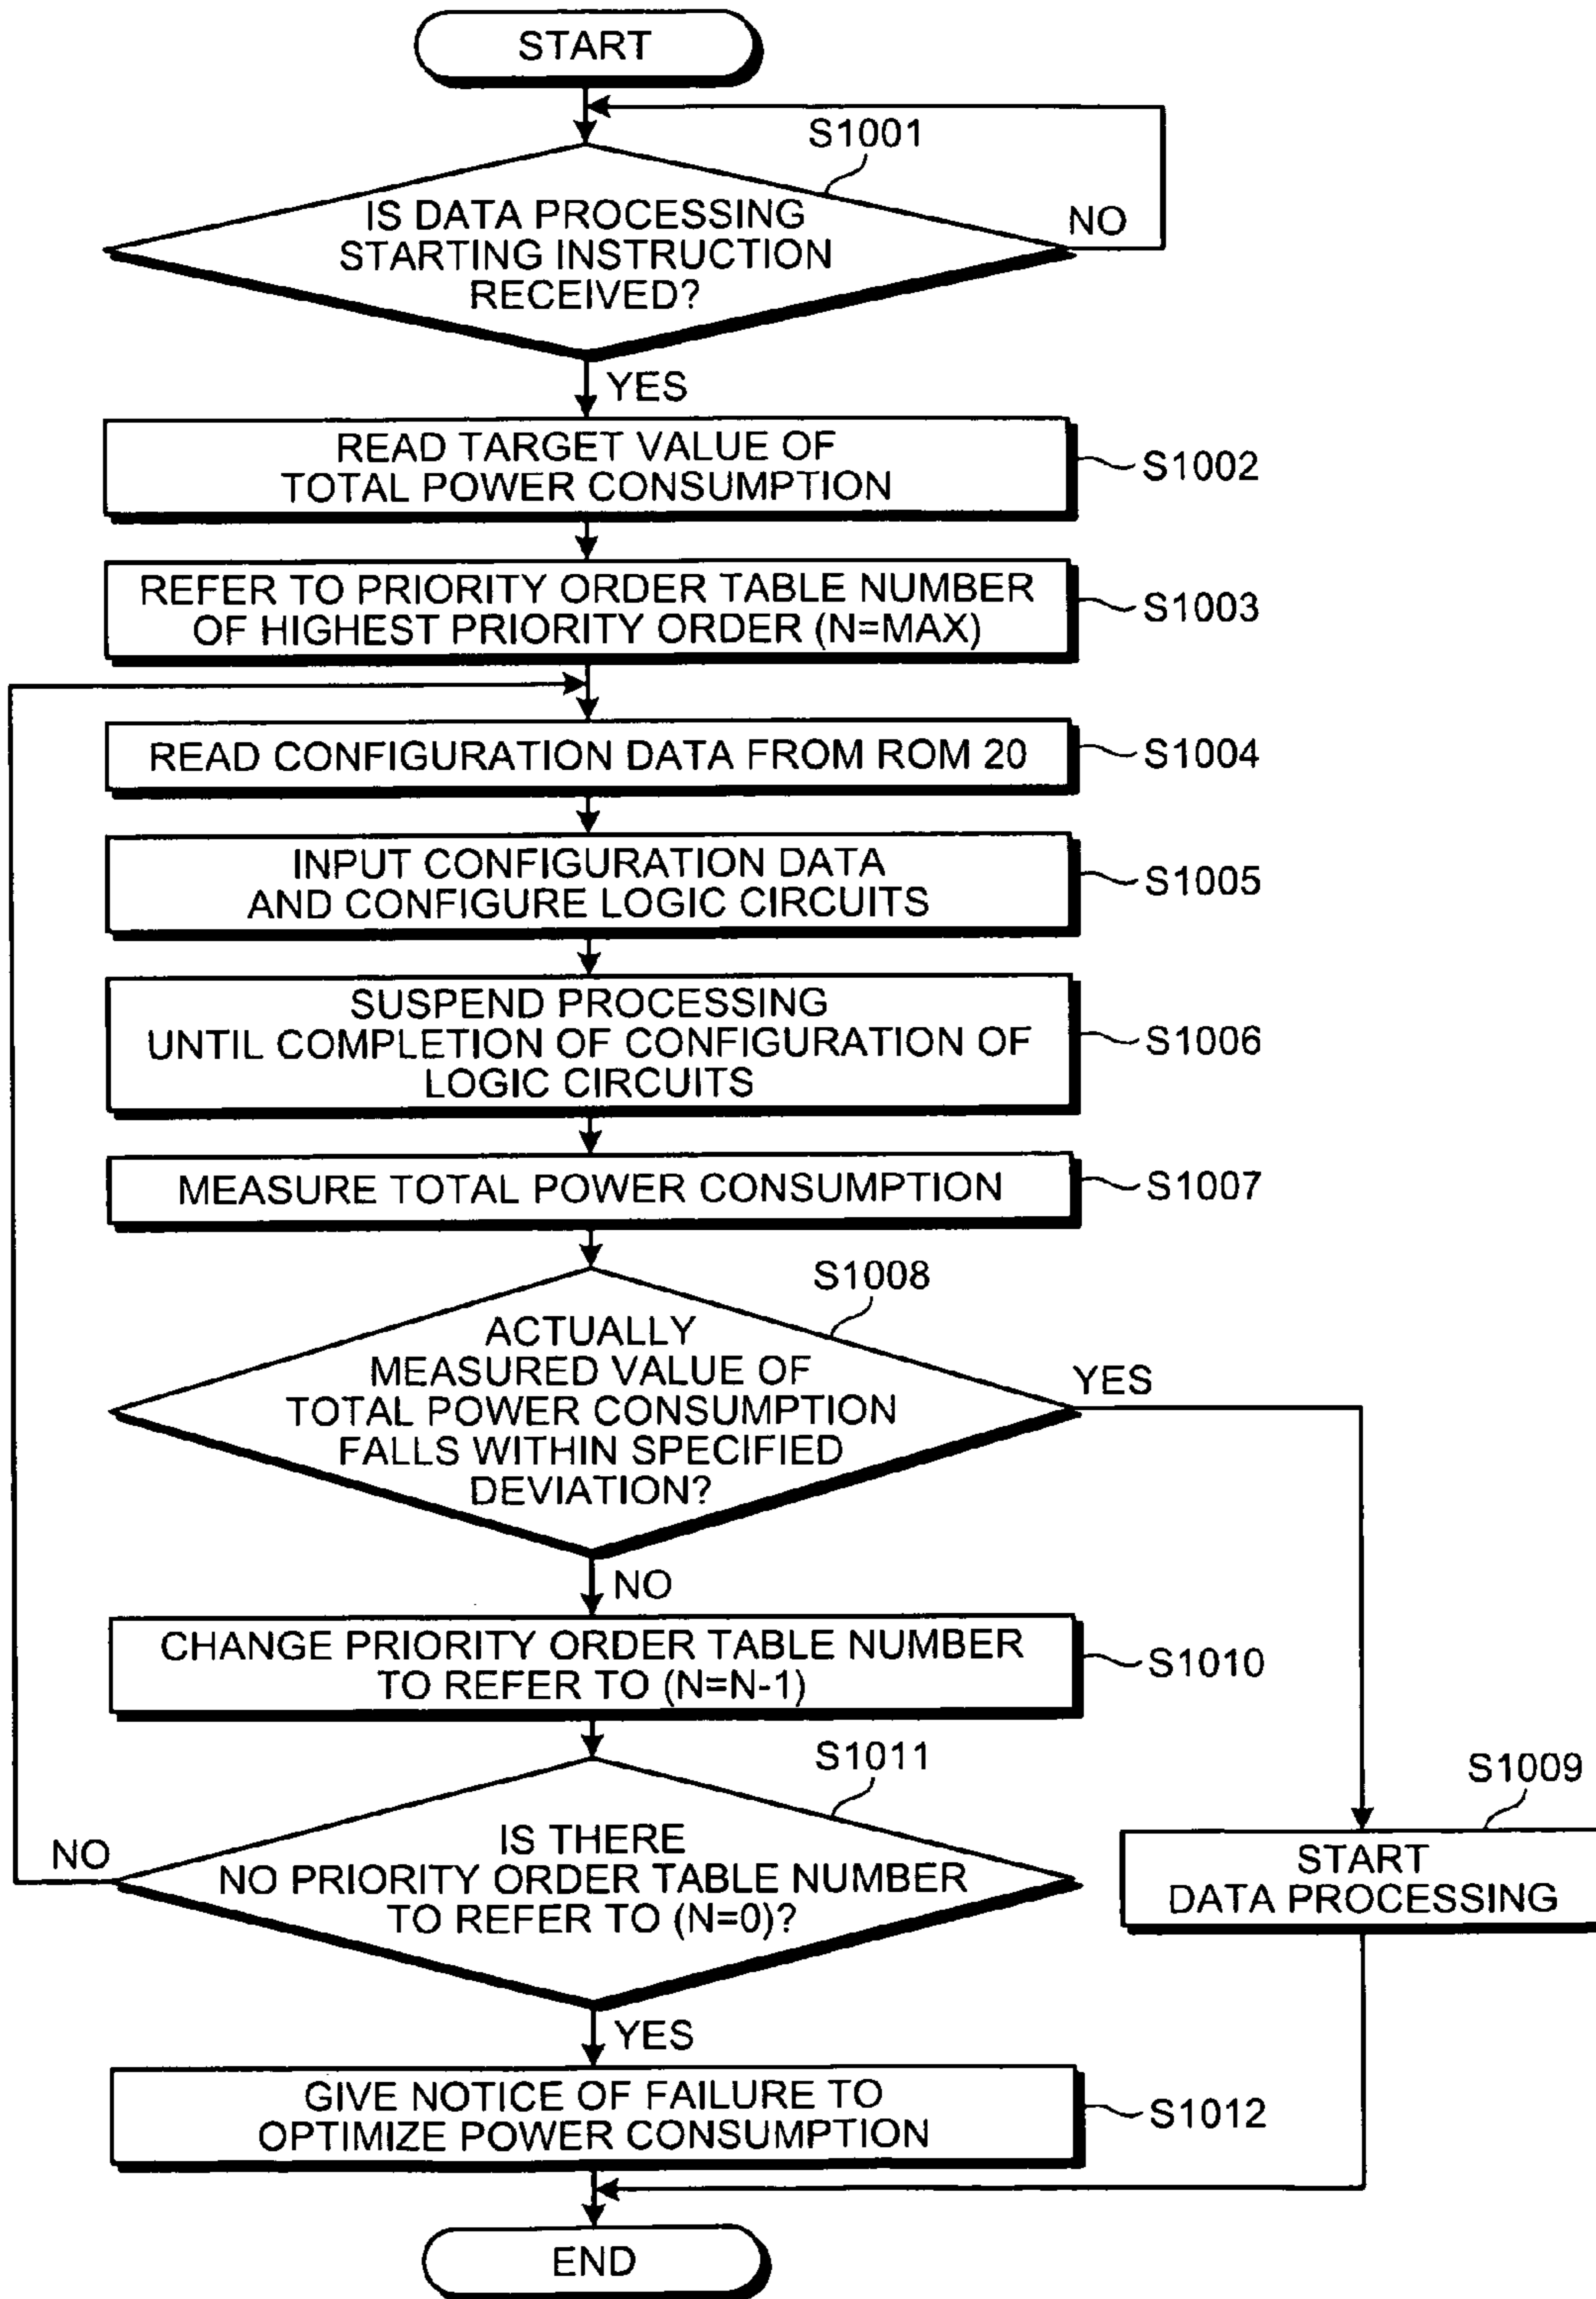 START
S1001
IS DATA PROCESSING
STARTING INSTRUCTION
RECEIVED?
NO
YES
READ TARGET VALUE OF
TOTAL POWER CONSUMPTION
S1002
REFER TO PRIORITY ORDER TABLE NUMBER
OF HIGHEST PRIORITY ORDER (N=MAX)
S1003
READ CONFIGURATION DATA FROM ROM 20
S1004
INPUT CONFIGURATION DATA
AND CONFIGURE LOGIC CIRCUITS
S1005
SUSPEND PROCESSING
UNTIL COMPLETION OF CONFIGURATION OF
LOGIC CIRCUITS
S1006
MEASURE TOTAL POWER CONSUMPTION
S1007
S1008
ACTUALLY
MEASURED VALUE OF
TOTAL POWER CONSUMPTION
FALLS WITHIN SPECIFIED
DEVIATION?
YES
NO
CHANGE PRIORITY ORDER TABLE NUMBER
TO REFER TO (N=N-1)
S1010
S1011
IS THERE
NO PRIORITY ORDER TABLE NUMBER
TO REFER TO (N=0)?
NO
S1009
START
DATA PROCESSING
YES
GIVE NOTICE OF FAILURE TO
OPTIMIZE POWER CONSUMPTION
S1012
END